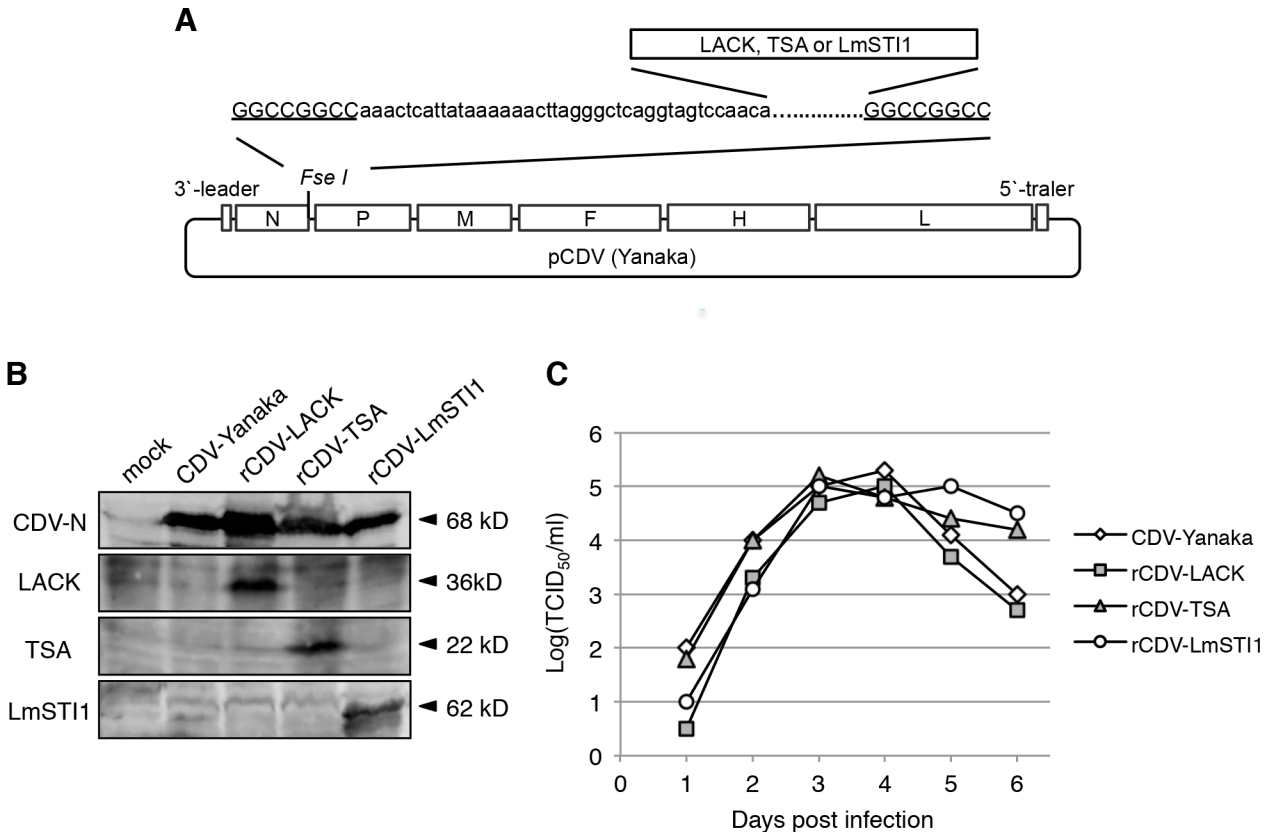 A
LACK, TSA or LmSTI1
GGCCGGCCaaactcattataaaaaacttagggctcaggtagtccaaca................GGCCGGCC
Fse I
3`-leader
5`-traler
N P M F H L
pCDV (Yanaka)
B
mock CDV-Yanaka rCDV-LACK rCDV-TSA rCDV-LmSTI1
CDV-N 68 kD
LACK 36kD
TSA 22 kD
LmSTI1 62 kD
C
Log(TCID50/ml)
6
5
4
3
2
1
0
0 1 2 3 4 5 6
Days post infection
CDV-Yanaka
rCDV-LACK
rCDV-TSA
rCDV-LmSTI1